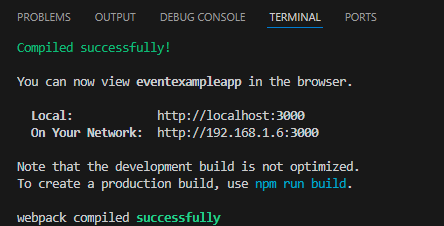 PROBLEMS OUTPUT DEBUG CONSOLE TERMINAL PORTS
Compiled successfully!
You can now view eventexampleapp in the browser.
Local: http://localhost:3000
On Your Network: http://192.168.1.6:3000
Note that the development build is not optimized.
To create a production build, use npm run build.
webpack compiled successfully